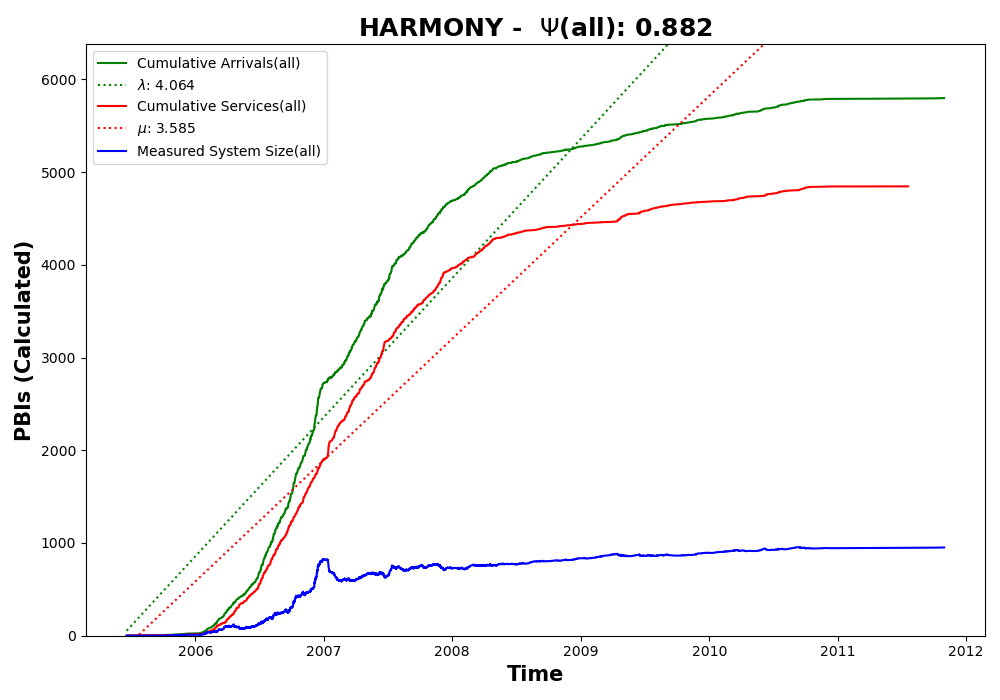 HARMONY - Ψ(all): 0.882
Cumulative Arrivals(all)
λ: 4.064
Cumulative Services(all)
μ: 3.585
Measured System Size(all)
PBIs (Calculated)
6000
5000
4000
3000
2000
1000
0
2006 2007 2008 2009 2010 2011 2012
Time